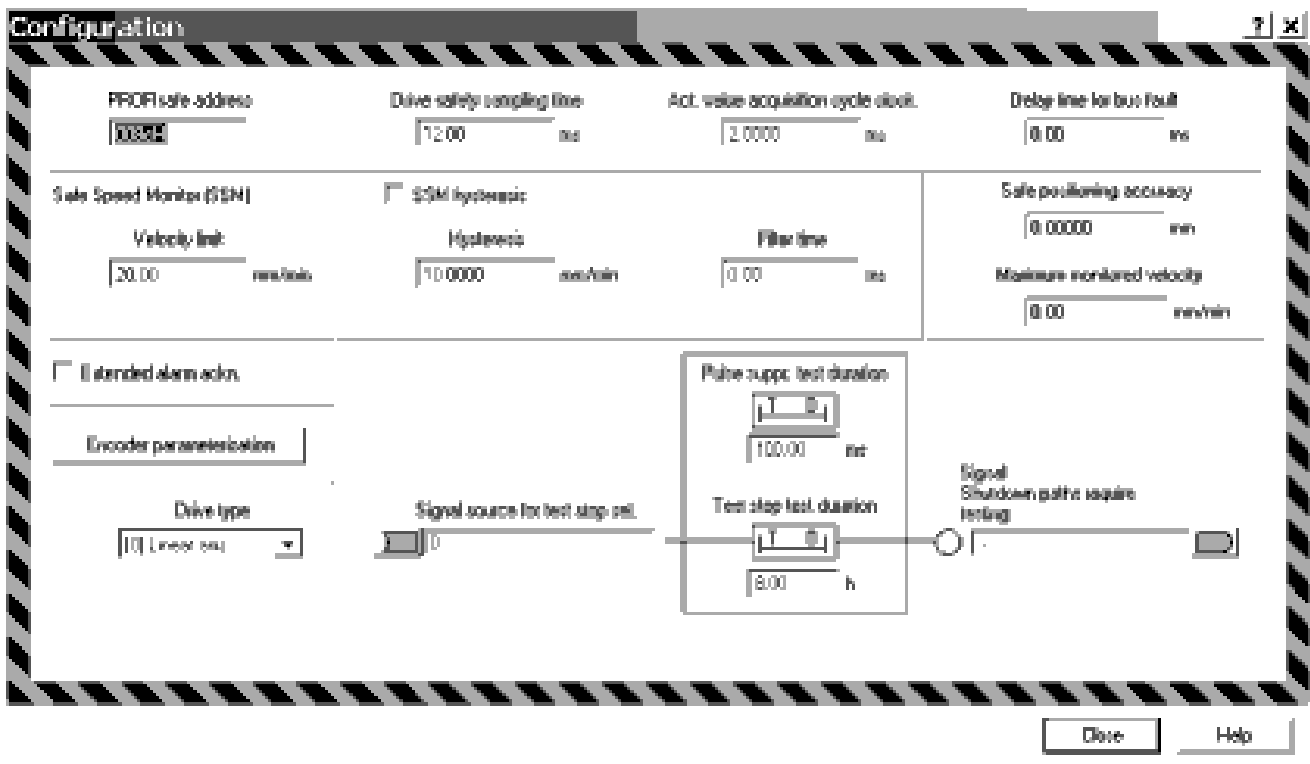 Configuration
? x
PROFIsafe address
Drive safety sampling time
Act. value acquisition cycle clock.
Delay time for bus fault
12.00 ms
2.0000 ms
0.00 ms
Safe Speed Monitor (SSM)
SSM hysteresis
Safe positioning accuracy
0.00000 mm
Velocity limit
Hysteresis
Filter time
20.00 mm/min
10.0000 mm/min
0.00 ms
Maximum monitored velocity
0.00 mm/min
Extended alarm ackn.
Pulse suppr. test duration
T 0
100.00 ms
Encoder parameterization
Drive type
Signal source for test stop sel.
Test stop test duration
Signal
Shutdown paths require
testing
[0] Linear
0
T 0
8.00 h
Close
Help